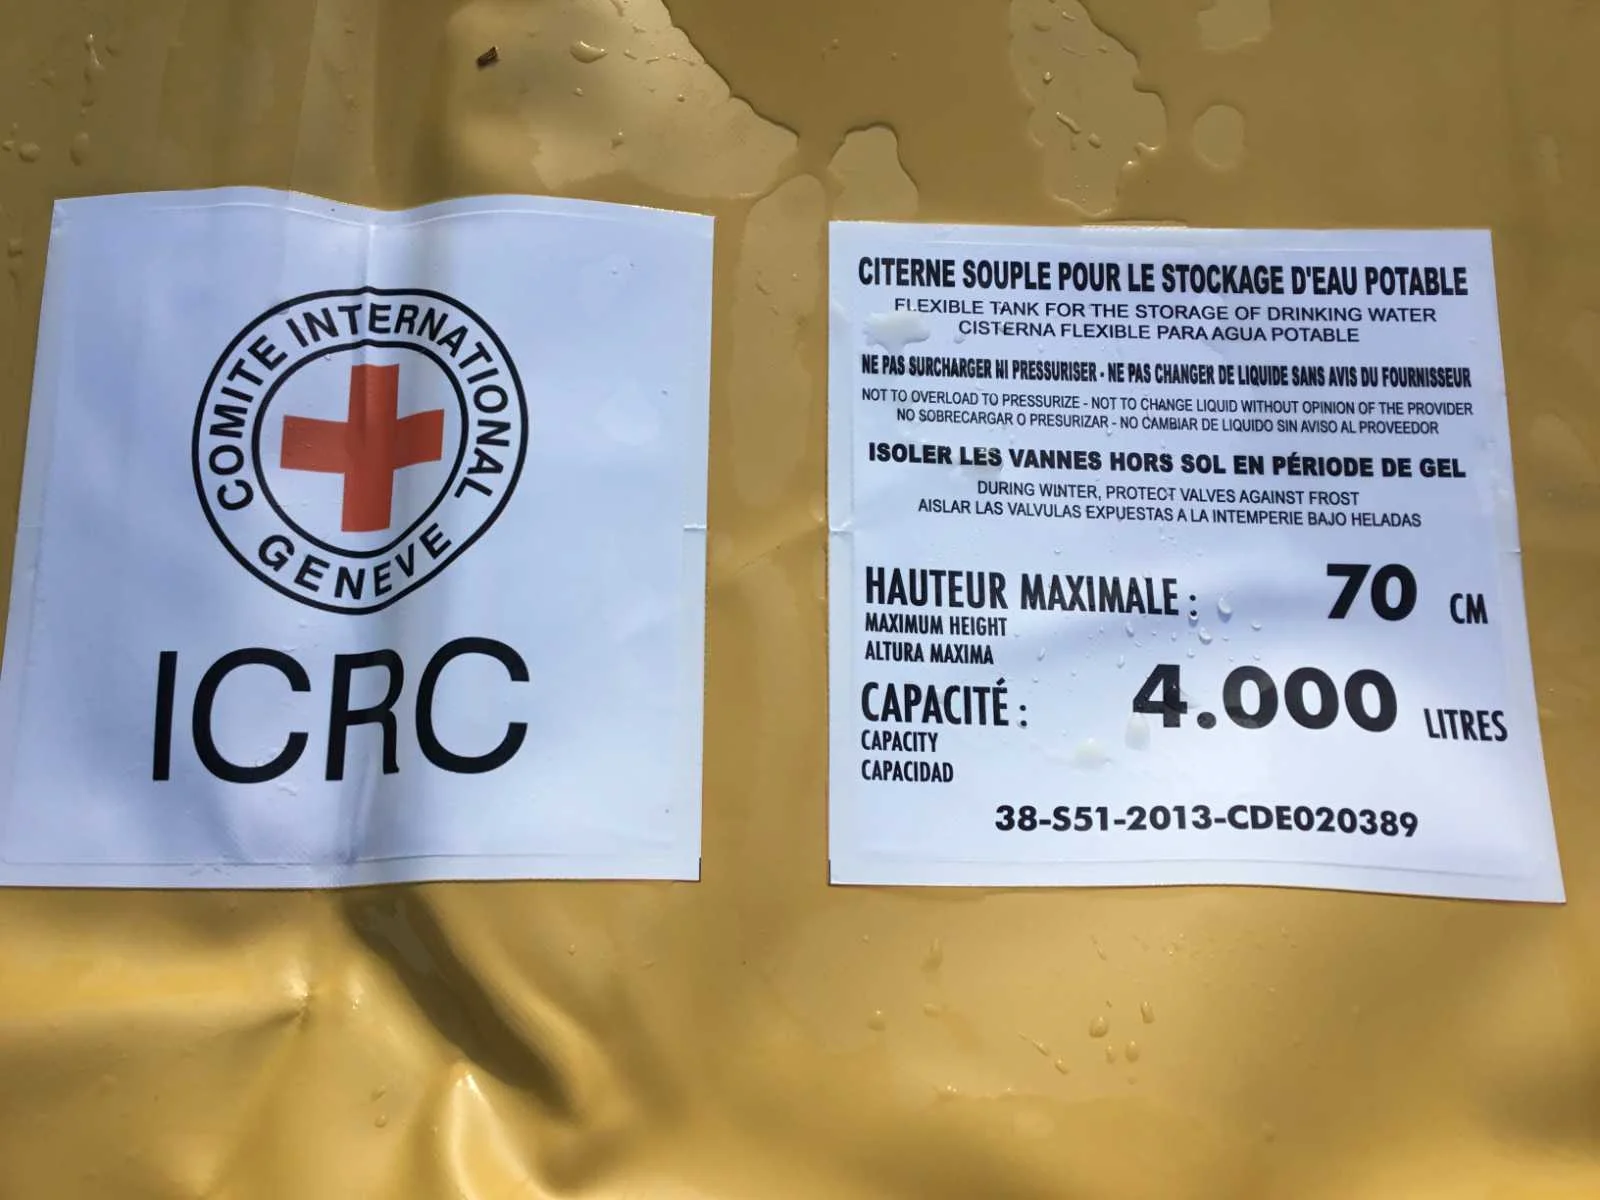 COMITE INTERNATIONAL
GENEVE
ICRC
CITERNE SOUPLE POUR LE STOCKAGE D'EAU POTABLE
FLEXIBLE TANK FOR THE STORAGE OF DRINKING WATER
CISTERNA FLEXIBLE PARA AGUA POTABLE
NE PAS SURCHARGER NI PRESSURISER - NE PAS CHANGER DE LIQUIDE SANS AVIS DU FOURNISSEUR
NOT TO OVERLOAD TO PRESSURIZE - NOT TO CHANGE LIQUID WITHOUT OPINION OF THE PROVIDER
NO SOBRECARGAR O PRESURIZAR - NO CAMBIAR DE LIQUIDO SIN AVISO AL PROVEEDOR
ISOLER LES VANNES HORS SOL EN PÉRIODE DE GEL
DURING WINTER, PROTECT VALVES AGAINST FROST
AISLAR LAS VALVULAS EXPUESTAS A LA INTEMPERIE BAJO HELADAS
HAUTEUR MAXIMALE : 70 CM
MAXIMUM HEIGHT
ALTURA MAXIMA
CAPACITÉ : 4.000 LITRES
CAPACITY
CAPACIDAD
38-S51-2013-CDE020389